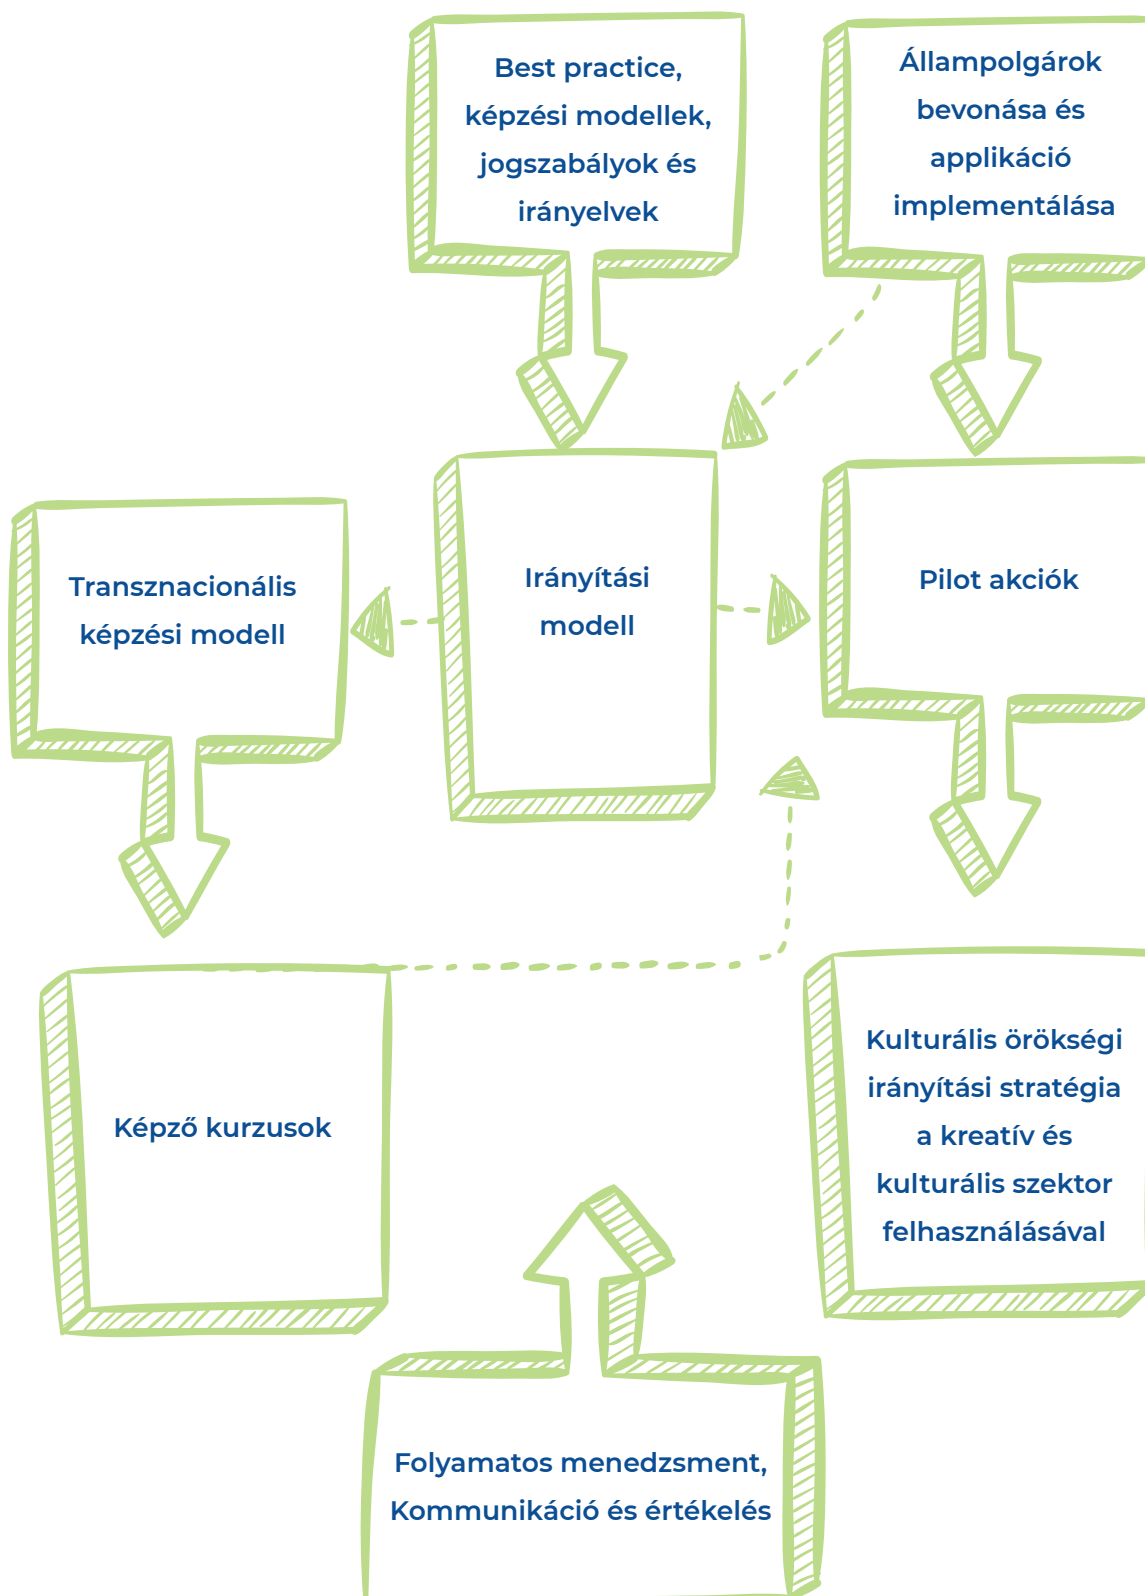 Best practice,
képzési modellek,
jogszabályok és
irányelvek
Állampolgárok
bevonása és
applikáció
implementálása
Transznacionális
képzési modell
Irányítási
modell
Pilot akciók
Képző kurzusok
Kulturális örökségi
irányítási stratégia
a kreatív és
kulturális szektor
felhasználásával
Folyamatos menedzsment,
Kommunikáció és értékelés